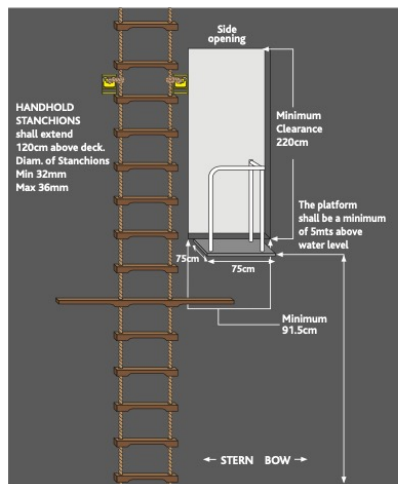 Side
opening
HANDHOLD
STANCHIONS
shall extend
120cm above deck.
Diam. of Stanchions
Min 32mm
Max 36mm
Minimum
Clearance
220cm
The platform
shall be a minimum
of 5mts above
water level
75cm
75cm
Minimum
91.5cm
← STERN BOW →